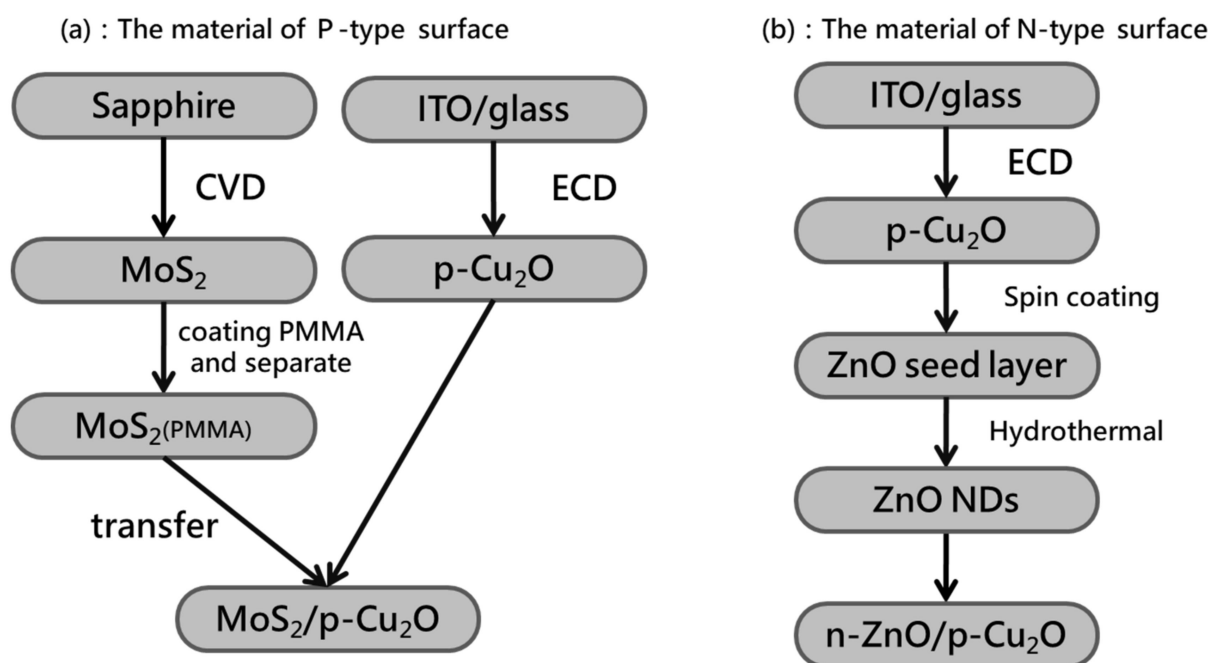 (a) : The material of P-type surface
Sapphire
CVD
MoS₂
coating PMMA
and separate
MoS₂(PMMA)
transfer
ITO/glass
ECD
p-Cu₂O
MoS₂/p-Cu₂O
(b) : The material of N-type surface
ITO/glass
ECD
p-Cu₂O
Spin coating
ZnO seed layer
Hydrothermal
ZnO NDs
n-ZnO/p-Cu₂O